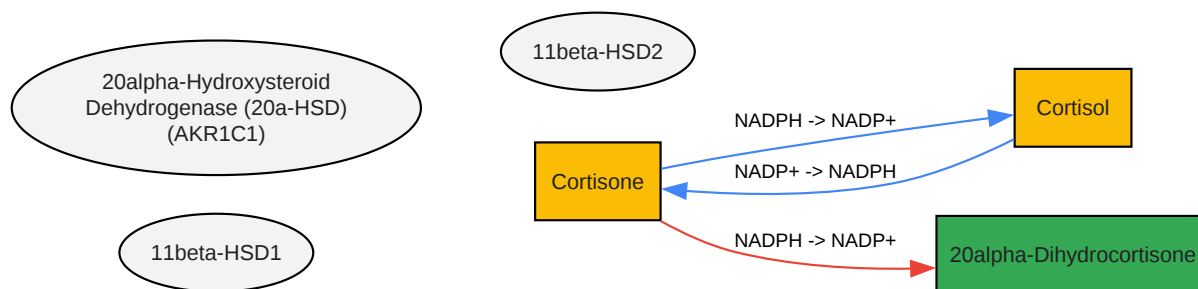 20alpha-Hydroxysteroid
Dehydrogenase (20a-HSD)
(AKR1C1)
11beta-HSD1
11beta-HSD2
Cortisone
NADPH -> NADP+
NADP+ -> NADPH
NADPH -> NADP+
Cortisol
20alpha-Dihydrocortisone